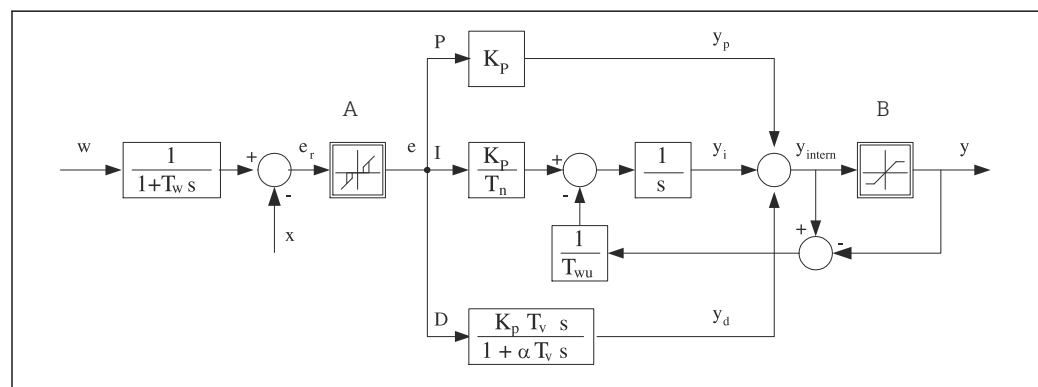 P
K_P
y_p
A
B
w
1
1+T_w s
+
-
x
e_r
e
I
K_P
T_n
+
-
1
s
y_i
y_intern
y
1
T_wu
+
-
D
K_p T_v s
1 + α T_v s
y_d